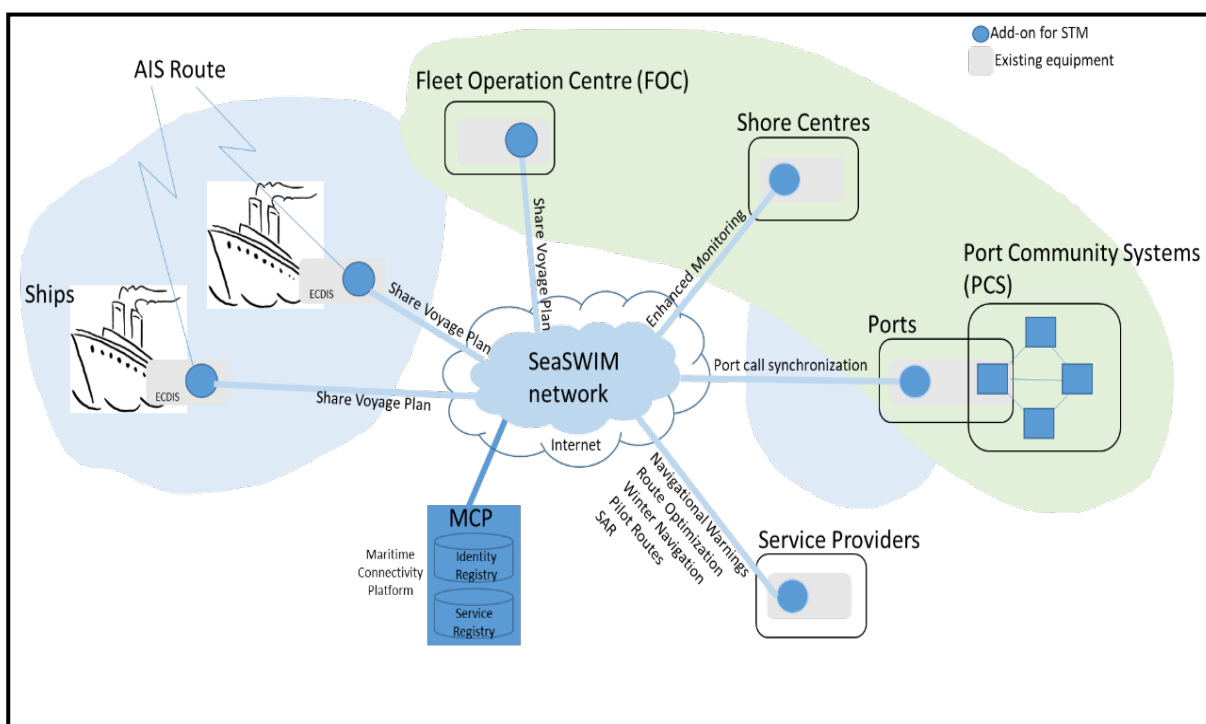 Add-on for STM
Existing equipment
AIS Route
Fleet Operation Centre (FOC)
Shore Centres
Port Community Systems
(PCS)
Ships
ECDIS
ECDIS
Ports
Share Voyage Plan
Share Voyage Plan
Share Voyage Plan
Enhanced Monitoring
Port call synchronization
SeaSWIM
network
Internet
Navigational Warnings
Route Optimization
Winter Navigation
Pilot Routes
SAR
MCP
Maritime
Connectivity
Platform
Identity
Registry
Service
Registry
Service Providers